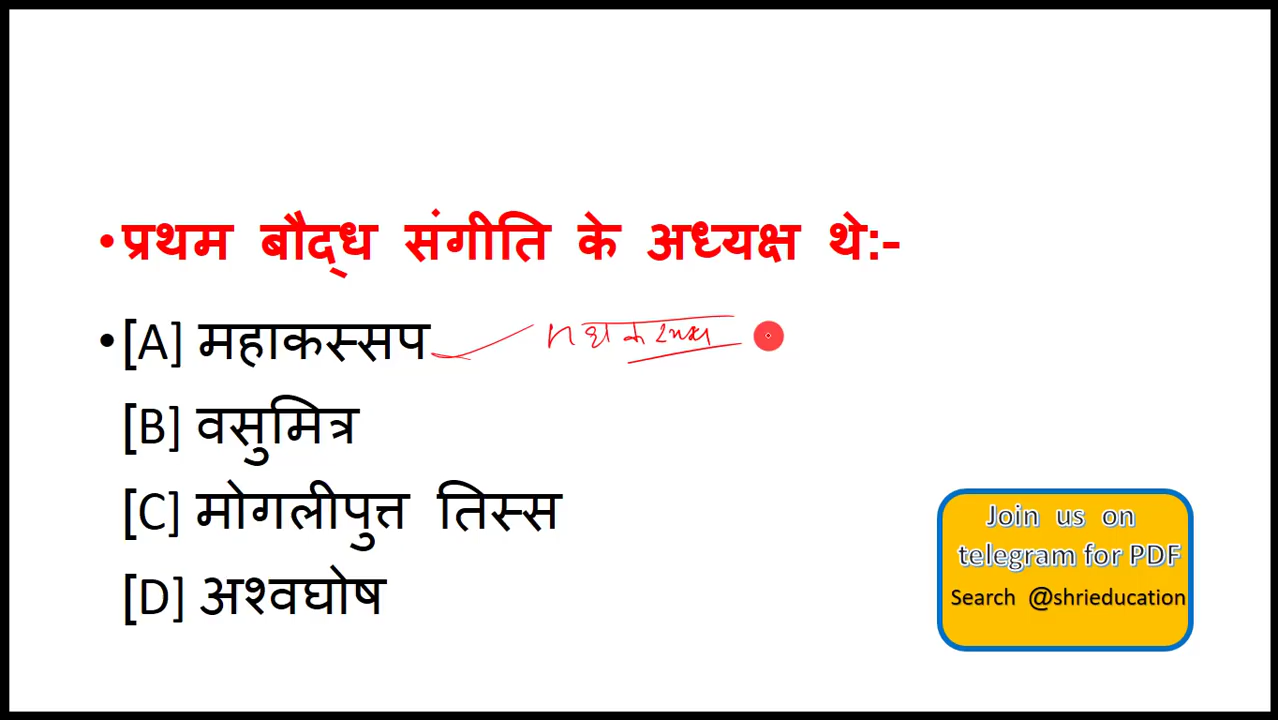 •प्रथम बौद्ध संगीति के अध्यक्ष थे:-
•[A] महाकस्सप
[B] वसुमित्र
[C] मोगलीपुत्त तिस्स
[D] अश्वघोष
Join us on
telegram for PDF
Search @shrieducation